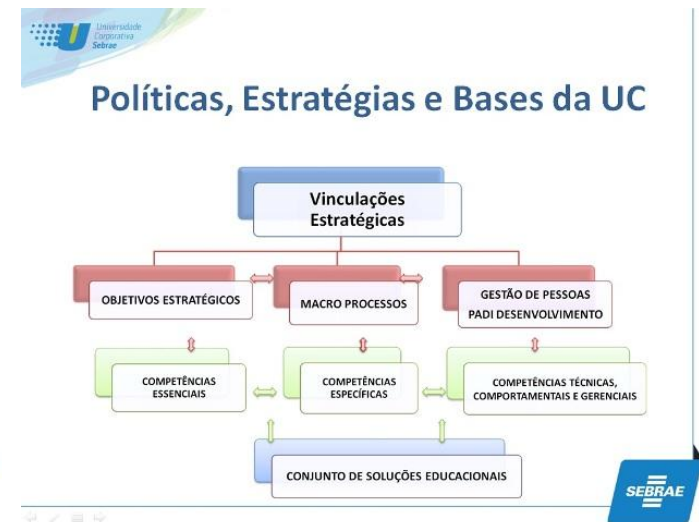 Universidade
Corporativa
Sebrae
Políticas, Estratégias e Bases da UC
Vinculações
Estratégicas
OBJETIVOS ESTRATÉGICOS
MACRO PROCESSOS
GESTÃO DE PESSOAS
PADI DESENVOLVIMENTO
COMPETÊNCIAS
ESSENCIAIS
COMPETÊNCIAS
ESPECÍFICAS
COMPETÊNCIAS TÉCNICAS,
COMPORTAMENTAIS E GERENCIAIS
CONJUNTO DE SOLUÇÕES EDUCACIONAIS
SEBRAE